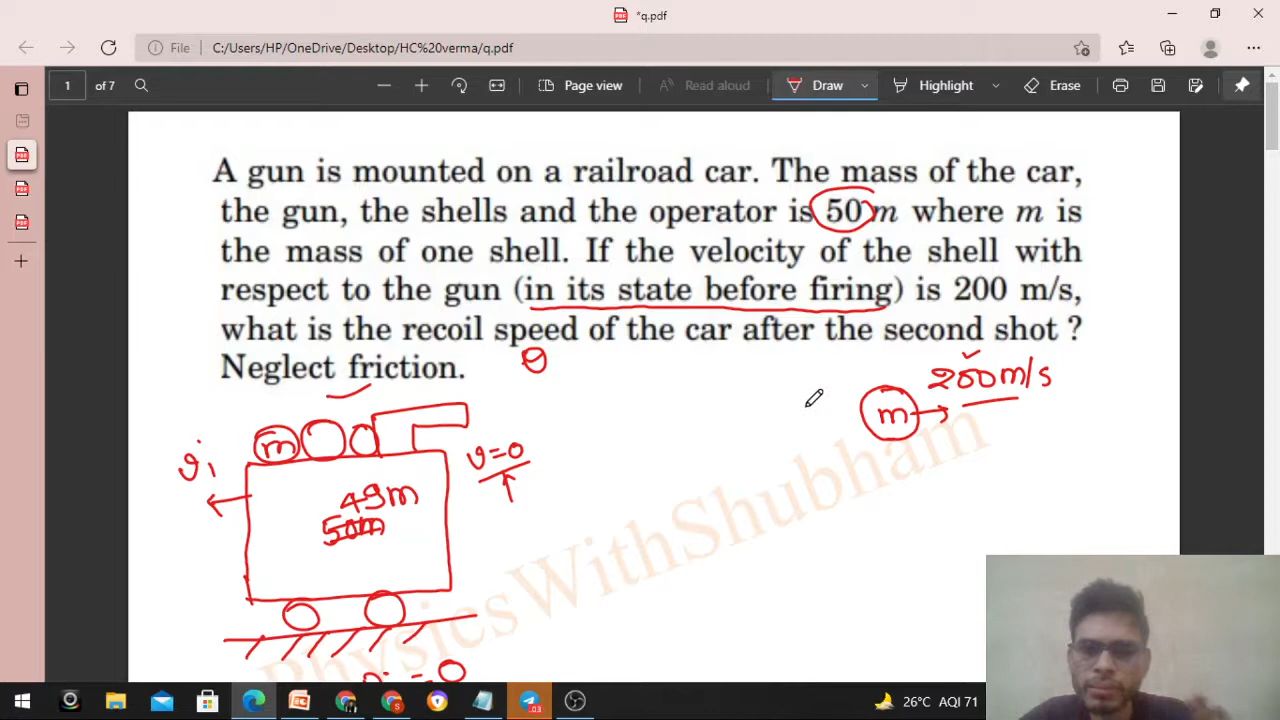 *q.pdf
File C:/Users/HP/OneDrive/Desktop/HC%20verma/q.pdf
1 of 7 Page view Read aloud Draw Highlight Erase
A gun is mounted on a railroad car. The mass of the car,
the gun, the shells and the operator is 50 m where m is
the mass of one shell. If the velocity of the shell with
respect to the gun (in its state before firing) is 200 m/s,
what is the recoil speed of the car after the second shot ?
Neglect friction.
200m/s
m
m
v=0
v1
49m
50m
= 0
PhysicsWithShubham
26°C AQI 71